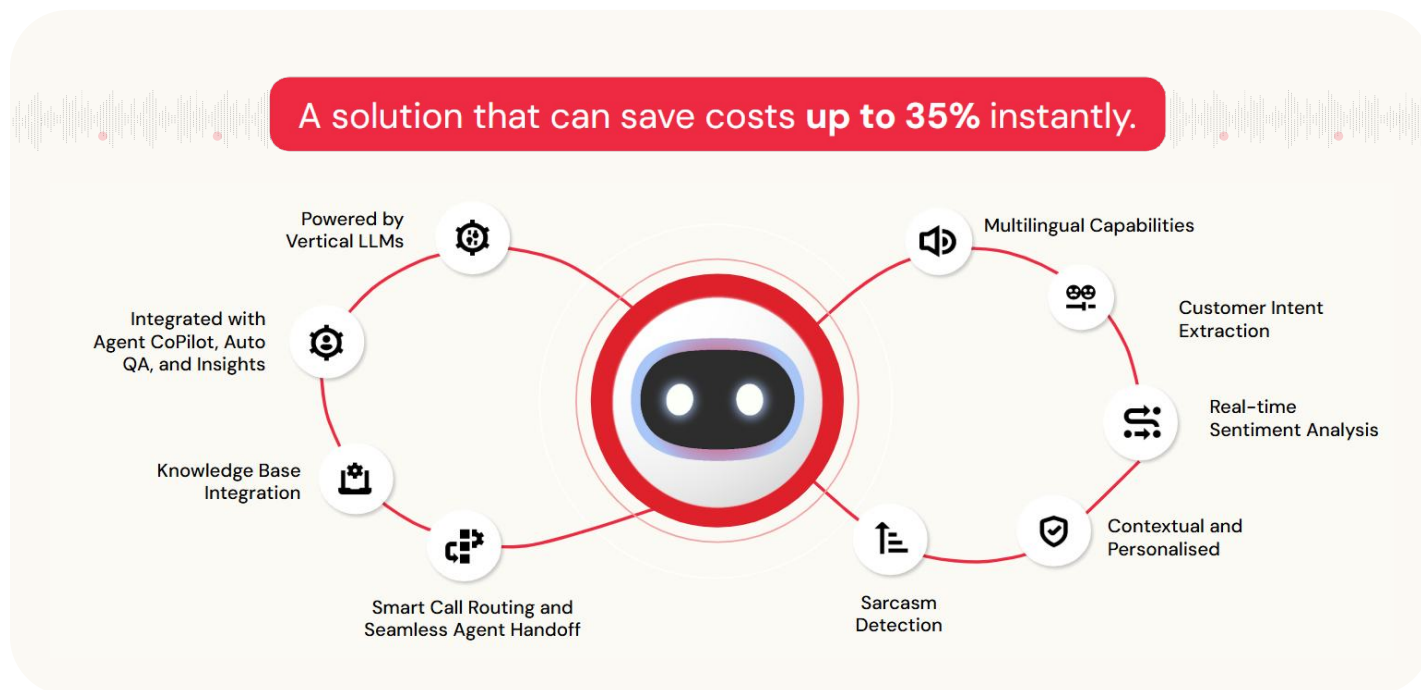 A solution that can save costs up to 35% instantly.
Powered by
Vertical LLMs
Integrated with
Agent CoPilot, Auto
QA, and Insights
Knowledge Base
Integration
Smart Call Routing and
Seamless Agent Handoff
Multilingual Capabilities
Customer Intent
Extraction
Real-time
Sentiment Analysis
Contextual and
Personalised
Sarcasm
Detection